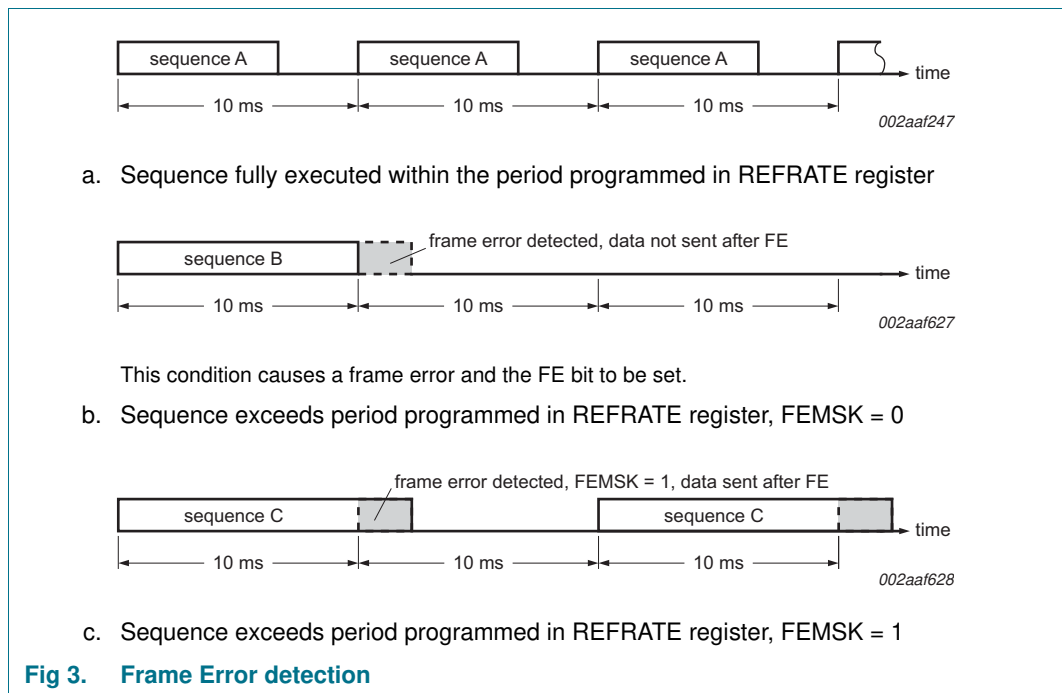 sequence A sequence A sequence A
time
10 ms 10 ms 10 ms
002aaf247
a. Sequence fully executed within the period programmed in REFRATE register
frame error detected, data not sent after FE
sequence B
time
10 ms 10 ms 10 ms
002aaf627
This condition causes a frame error and the FE bit to be set.
b. Sequence exceeds period programmed in REFRATE register, FEMSK = 0
frame error detected, FEMSK = 1, data sent after FE
sequence C sequence C
time
10 ms 10 ms 10 ms
002aaf628
c. Sequence exceeds period programmed in REFRATE register, FEMSK = 1
Fig 3. Frame Error detection